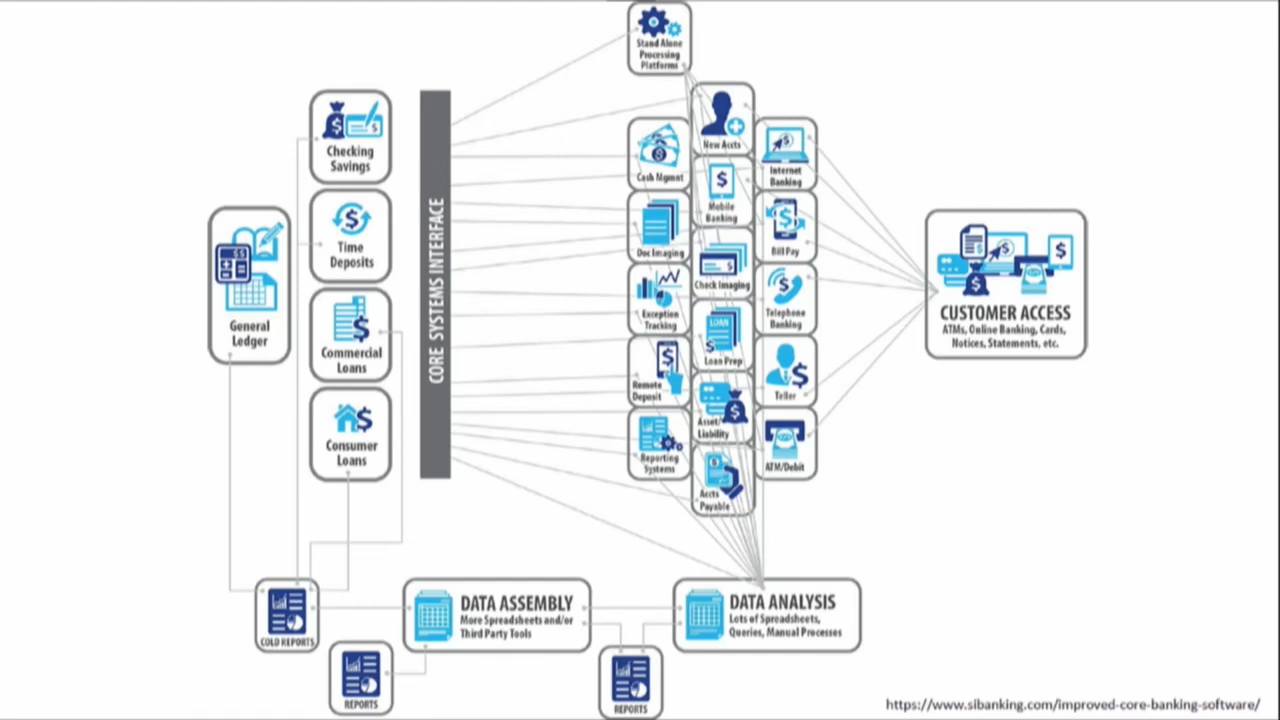 Stand Alone
Processing
Platforms
Checking
Savings
Time
Deposits
Commercial
Loans
Consumer
Loans
General
Ledger
CORE SYSTEMS INTERFACE
New Accts
Cash Mgmnt
Internet
Banking
Mobile
Banking
Doc Imaging
Bill Pay
Check Imaging
Exception
Tracking
Telephone
Banking
LOAN
Loan Prep
Remote
Deposit
Teller
Asset/
Liability
Reporting
Systems
ATM/Debit
Accts
Payable
CUSTOMER ACCESS
ATMs, Online Banking, Cards,
Notices, Statements, etc.
COLD REPORTS
DATA ASSEMBLY
More Spreadsheets and/or
Third Party Tools
DATA ANALYSIS
Lots of Spreadsheets,
Queries, Manual Processes
REPORTS
REPORTS
https://www.sibanking.com/improved-core-banking-software/